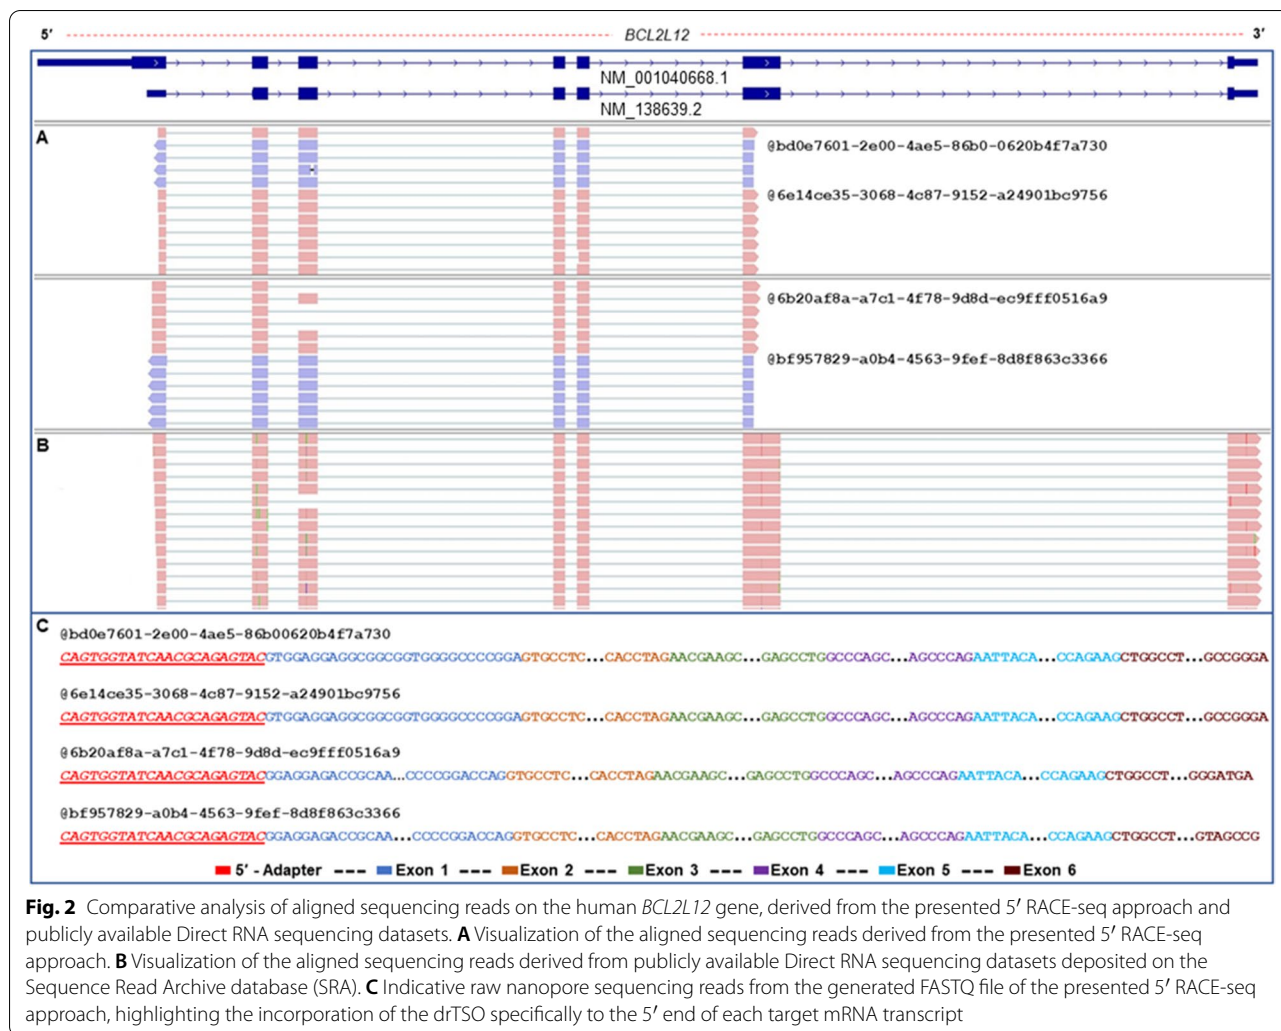 5′ BCL2L12 3′
NM_001040668.1
NM_138639.2
A
@bd0e7601-2e00-4ae5-86b0-0620b4f7a730
@6e14ce35-3068-4c87-9152-a24901bc9756
@6b20af8a-a7c1-4f78-9d8d-ec9fff0516a9
@bf957829-a0b4-4563-9fef-8d8f863c3366
B
C
@bd0e7601-2e00-4ae5-86b00620b4f7a730
CAGTGGTATCAACGCAGAGTACGTGGAGGAGGCGGCGGTGGGGCCCCGGAGTGCCTC...CACCTAGAACGAAGC...GAGCCTGGCCCAGC...AGCCCAGAATTACA...CCAGAAGCTGGCCT...GCCGGGA
@6e14ce35-3068-4c87-9152-a24901bc9756
CAGTGGTATCAACGCAGAGTACGTGGAGGAGGCGGCGGTGGGGCCCCGGAGTGCCTC...CACCTAGAACGAAGC...GAGCCTGGCCCAGC...AGCCCAGAATTACA...CCAGAAGCTGGCCT...GCCGGGA
@6b20af8a-a7c1-4f78-9d8d-ec9fff0516a9
CAGTGGTATCAACGCAGAGTACGGAGGAGACCGCAA...CCCCGGACCAGGTGCCTC...CACCTAGAACGAAGC...GAGCCTGGCCCAGC...AGCCCAGAATTACA...CCAGAAGCTGGCCT...GGGATGA
@bf957829-a0b4-4563-9fef-8d8f863c3366
CAGTGGTATCAACGCAGAGTACGGAGGAGACCGCAA...CCCCGGACCAGGTGCCTC...CACCTAGAACGAAGC...GAGCCTGGCCCAGC...AGCCCAGAATTACA...CCAGAAGCTGGCCT...GTAGCCG
5′ - Adapter --- Exon 1 --- Exon 2 --- Exon 3 --- Exon 4 --- Exon 5 --- Exon 6
Fig. 2 Comparative analysis of aligned sequencing reads on the human BCL2L12 gene, derived from the presented 5′ RACE-seq approach and
publicly available Direct RNA sequencing datasets. A Visualization of the aligned sequencing reads derived from the presented 5′ RACE-seq
approach. B Visualization of the aligned sequencing reads derived from publicly available Direct RNA sequencing datasets deposited on the
Sequence Read Archive database (SRA). C Indicative raw nanopore sequencing reads from the generated FASTQ file of the presented 5′ RACE-seq
approach, highlighting the incorporation of the drTSO specifically to the 5′ end of each target mRNA transcript